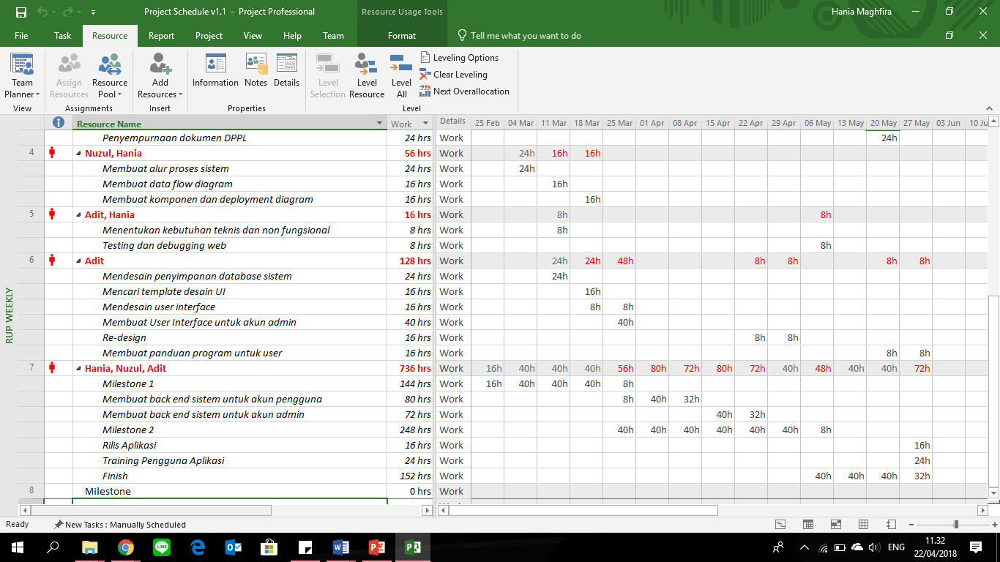 Project Schedule v1.1 - Project Professional
Resource Usage Tools
Hania Maghfira
File Task Resource Report Project View Help Team Format Tell me what you want to do
Team Planner
Assign Resources
Resource Pool
Add Resources
Information
Notes
Details
Level Selection
Level Resource
Level All
Leveling Options
Clear Leveling
Next Overallocation
View Assignments Insert Properties Level
Resource Name Work Details 25 Feb 04 Mar 11 Mar 18 Mar 25 Mar 01 Apr 08 Apr 15 Apr 22 Apr 29 Apr 06 May 13 May 20 May 27 May 03 Jun 10 Ju
Penyempurnaan dokumen DPPL 24 hrs Work 24h
4 Nuzul, Hania 56 hrs Work 24h 16h 16h
Membuat alur proses sistem 24 hrs Work 24h
Membuat data flow diagram 16 hrs Work 16h
Membuat komponen dan deployment diagram 16 hrs Work 16h
5 Adit, Hania 16 hrs Work 8h 8h
Menentukan kebutuhan teknis dan non fungsional 8 hrs Work 8h
Testing dan debugging web 8 hrs Work 8h
6 Adit 128 hrs Work 24h 24h 48h 8h 8h 8h 8h
Mendesain penyimpanan database sistem 24 hrs Work 24h
Mencari template desain UI 16 hrs Work 16h
Mendesain user interface 16 hrs Work 8h 8h
Membuat User Interface untuk akun admin 40 hrs Work 40h
Re-design 16 hrs Work 8h 8h
Membuat panduan program untuk user 16 hrs Work 8h 8h
7 Hania, Nuzul, Adit 736 hrs Work 16h 40h 40h 40h 56h 80h 72h 80h 72h 40h 48h 40h 40h 72h
Milestone 1 144 hrs Work 16h 40h 40h 40h 8h
Membuat back end sistem untuk akun pengguna 80 hrs Work 8h 40h 32h
Membuat back end sistem untuk akun admin 72 hrs Work 40h 32h
Milestone 2 248 hrs Work 40h 40h 40h 40h 40h 40h 8h
Rilis Aplikasi 16 hrs Work 16h
Training Pengguna Aplikasi 24 hrs Work 24h
Finish 152 hrs Work 40h 40h 40h 32h
8 Milestone 0 hrs Work
RUP WEEKLY
Ready New Tasks : Manually Scheduled
ENG
11.32
22/04/2018